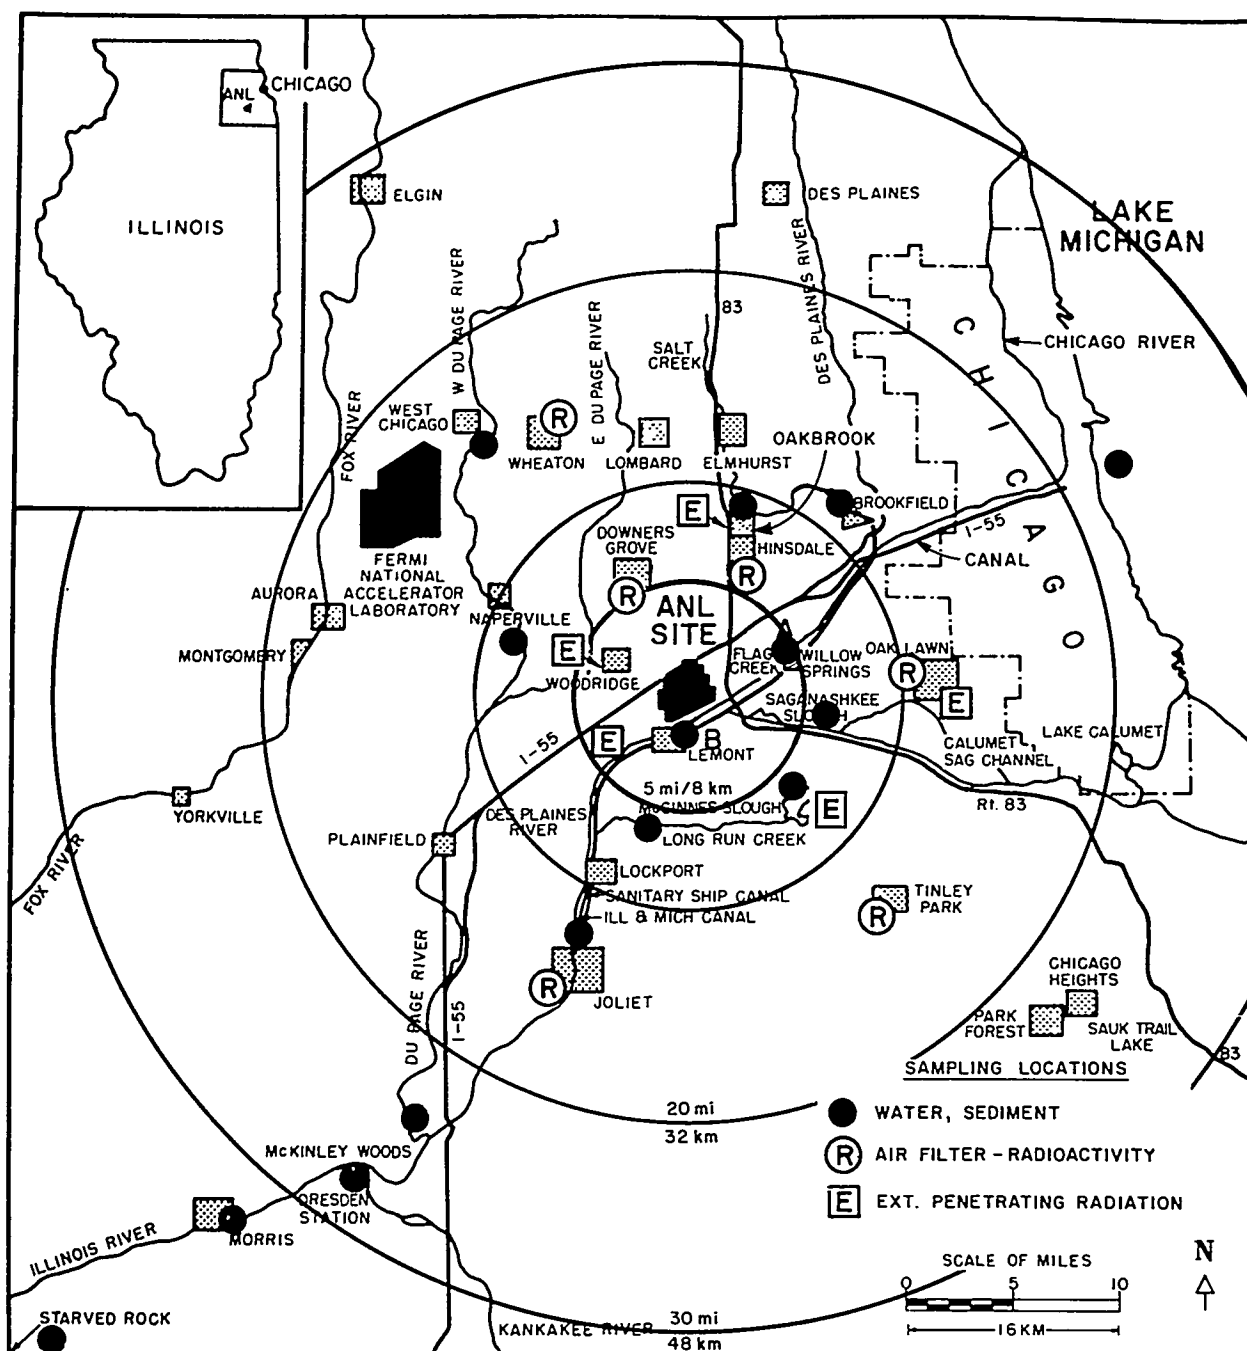 CHICAGO
ANL
ILLINOIS
ELGIN
DES PLAINES
LAKE
MICHIGAN
W DU PAGE RIVER
DES PLAINES RIVER
83
E DU PAGE RIVER
SALT
CREEK
CHICAGO RIVER
CHICAGO
FOX RIVER
WEST
CHICAGO
R
WHEATON
LOMBARD
ELMHURST
OAKBROOK
E
BROOKFIELD
I-55
DOWNERS
GROVE
HINSDALE
CANAL
FERMI
NATIONAL
ACCELERATOR
LABORATORY
R
R
AURORA
NAPERVILLE
ANL
SITE
A
MONTGOMERY
E
WOODRIDGE
FLAG
CREEK
WILLOW
SPRINGS
OAK LAWN
R
E
SAGANASHKEE
SLOUGH
I-55
E
B
LEMONT
CALUMET
SAG CHANNEL
LAKE CALUMET
5 mi/8 km
McGINNES SLOUGH
E
Rt. 83
YORKVILLE
DES PLAINES
RIVER
PLAINFIELD
LONG RUN CREEK
FOX RIVER
LOCKPORT
SANITARY SHIP CANAL
ILL & MICH CANAL
TINLEY
PARK
R
DU PAGE RIVER
I-55
R
JOLIET
CHICAGO
HEIGHTS
PARK
FOREST
SAUK TRAIL
LAKE
83
SAMPLING LOCATIONS
20 mi
32 km
WATER, SEDIMENT
McKINLEY WOODS
R AIR FILTER – RADIOACTIVITY
DRESDEN
STATION
E EXT. PENETRATING RADIATION
MORRIS
ILLINOIS RIVER
N
SCALE OF MILES
0 5 10
STARVED ROCK
30 mi
48 km
KANKAKEE RIVER
16 KM